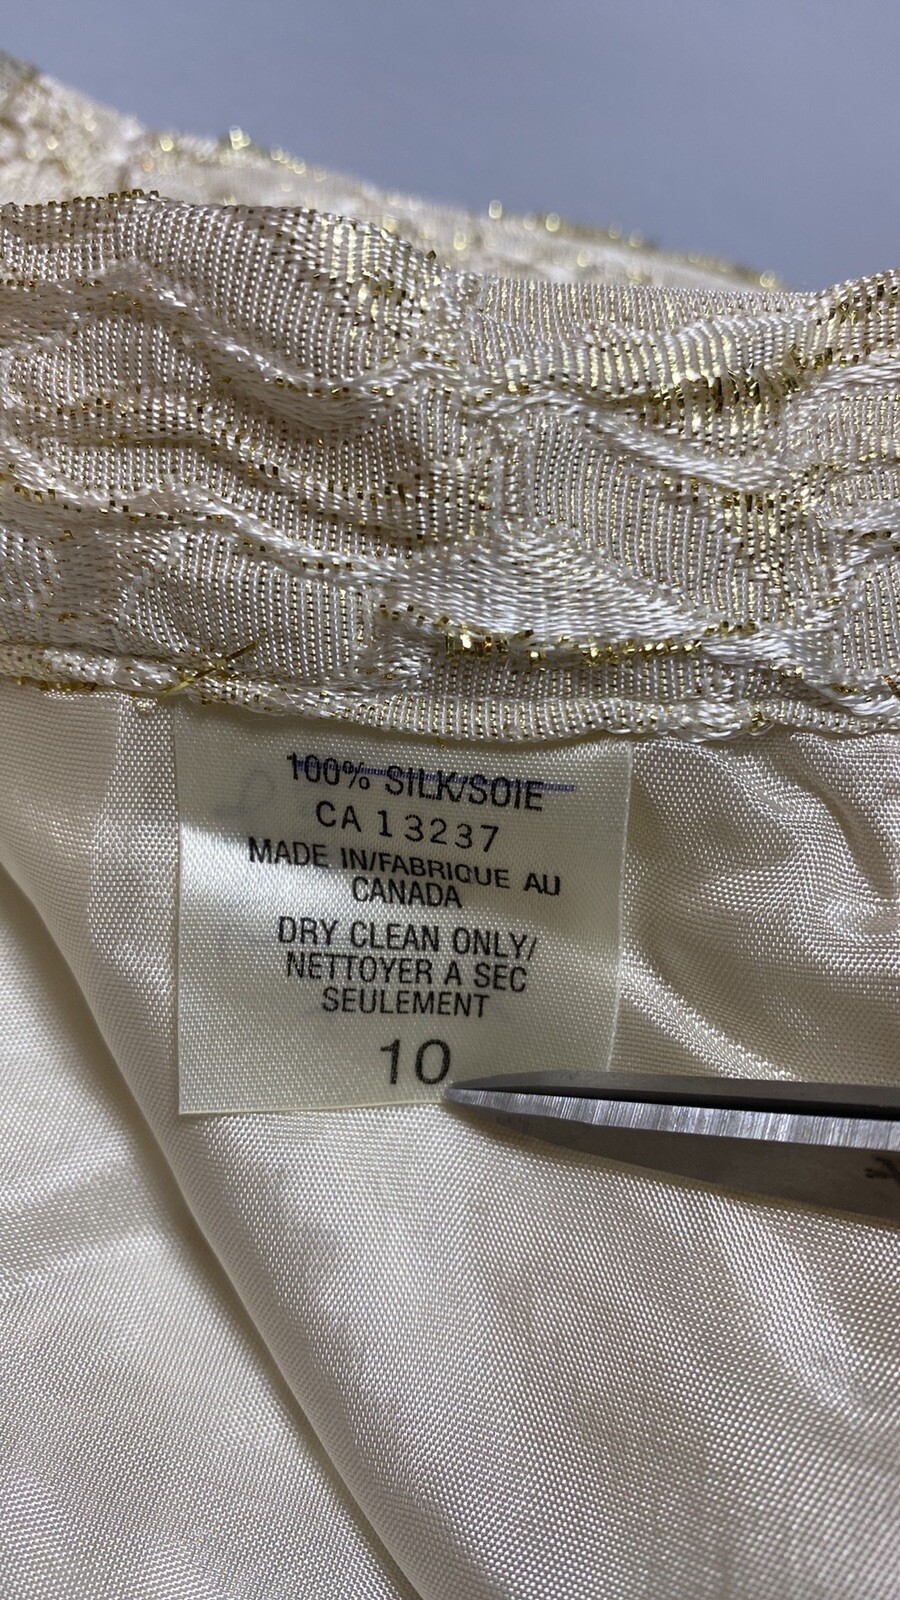 100% SILK/SOIE
CA 13237
MADE IN/FABRIQUE AU
CANADA
DRY CLEAN ONLY/
NETTOYER A SEC
SEULEMENT
10